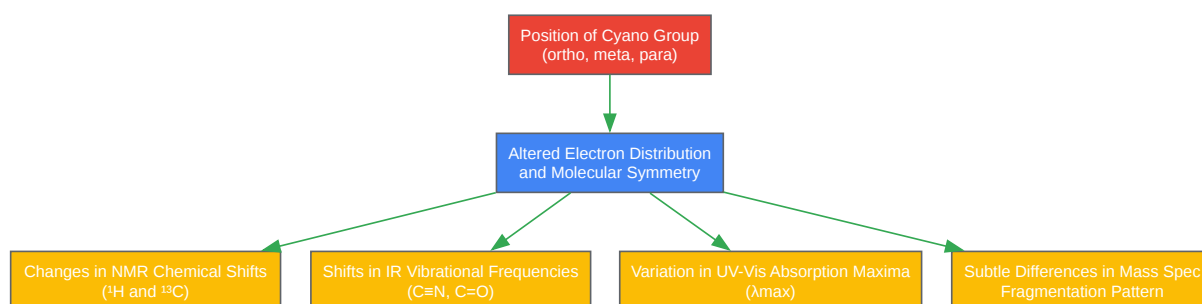 Position of Cyano Group
(ortho, meta, para)
Altered Electron Distribution
and Molecular Symmetry
Changes in NMR Chemical Shifts
(¹H and ¹³C)
Shifts in IR Vibrational Frequencies
(C≡N, C=O)
Variation in UV-Vis Absorption Maxima
(λmax)
Subtle Differences in Mass Spec
Fragmentation Pattern